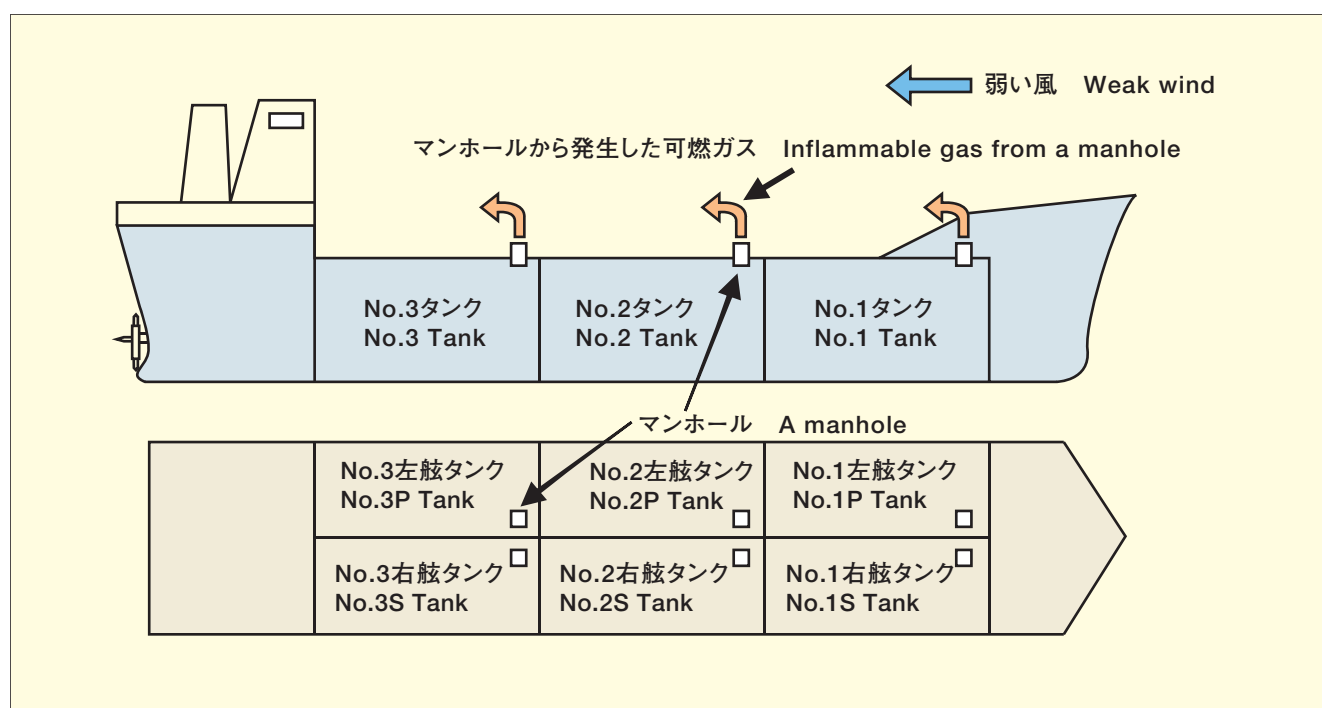 弱い風 Weak wind
マンホールから発生した可燃ガス Inflammable gas from a manhole
No.3タンク
No.3 Tank
No.2タンク
No.2 Tank
No.1タンク
No.1 Tank
マンホール A manhole
No.3左舷タンク
No.3P Tank
No.2左舷タンク
No.2P Tank
No.1左舷タンク
No.1P Tank
No.3右舷タンク
No.3S Tank
No.2右舷タンク
No.2S Tank
No.1右舷タンク
No.1S Tank